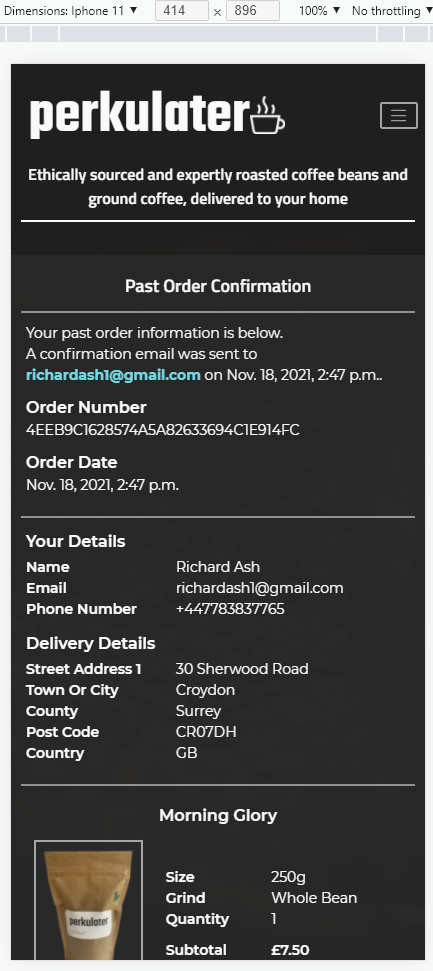 Dimensions: Iphone 11 ▼ 414 × 896 100% ▼ No throttling ▼
perkulater
Ethically sourced and expertly roasted coffee beans and
ground coffee, delivered to your home
Past Order Confirmation
Your past order information is below.
A confirmation email was sent to
richardash1@gmail.com on Nov. 18, 2021, 2:47 p.m..
Order Number
4EEB9C1628574A5A82633694C1E914FC
Order Date
Nov. 18, 2021, 2:47 p.m.
Your Details
Name Richard Ash
Email richardash1@gmail.com
Phone Number +447783837765
Delivery Details
Street Address 1 30 Sherwood Road
Town Or City Croydon
County Surrey
Post Code CR07DH
Country GB
Morning Glory
perkulater
Size 250g
Grind Whole Bean
Quantity 1
Subtotal £7.50